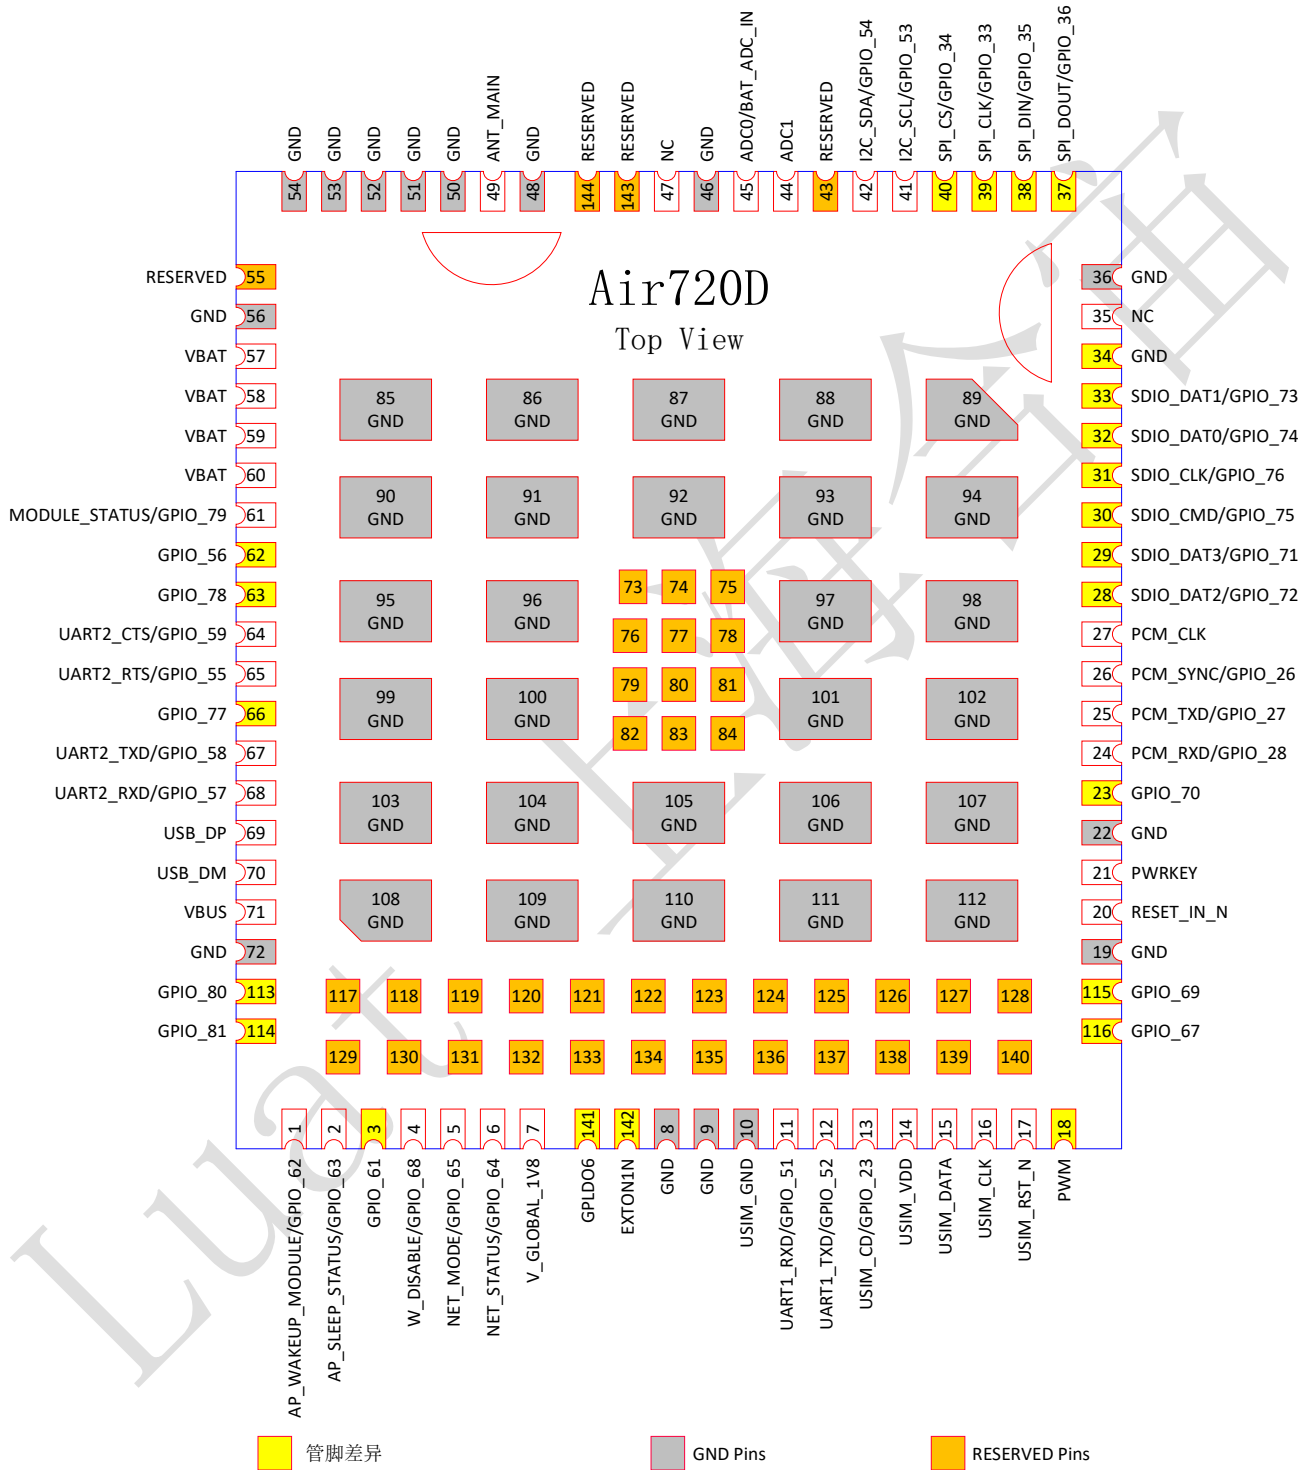 GND
GND
GND
GND
GND
ANT_MAIN
GND
RESERVED
RESERVED
NC
GND
ADC0/BAT_ADC_IN
ADC1
RESERVED
I2C_SDA/GPIO_54
I2C_SCL/GPIO_53
SPI_CS/GPIO_34
SPI_CLK/GPIO_33
SPI_DIN/GPIO_35
SPI_DOUT/GPIO_36
54 53 52 51 50 49 48 144 143 47 46 45 44 43 42 41 40 39 38 37
Air720D
Top View
RESERVED 55
GND 56
VBAT 57
VBAT 58
VBAT 59
VBAT 60
MODULE_STATUS/GPIO_79 61
GPIO_56 62
GPIO_78 63
UART2_CTS/GPIO_59 64
UART2_RTS/GPIO_55 65
GPIO_77 66
UART2_TXD/GPIO_58 67
UART2_RXD/GPIO_57 68
USB_DP 69
USB_DM 70
VBUS 71
GND 72
GPIO_80 113
GPIO_81 114
36 GND
35 NC
34 GND
33 SDIO_DAT1/GPIO_73
32 SDIO_DAT0/GPIO_74
31 SDIO_CLK/GPIO_76
30 SDIO_CMD/GPIO_75
29 SDIO_DAT3/GPIO_71
28 SDIO_DAT2/GPIO_72
27 PCM_CLK
26 PCM_SYNC/GPIO_26
25 PCM_TXD/GPIO_27
24 PCM_RXD/GPIO_28
23 GPIO_70
22 GND
21 PWRKEY
20 RESET_IN_N
19 GND
115 GPIO_69
116 GPIO_67
85 86 87 88 89
GND GND GND GND GND
90 91 92 93 94
GND GND GND GND GND
73 74 75
95 96 97 98
GND GND GND GND
76 77 78
79 80 81
99 100 101 102
GND GND GND GND
82 83 84
103 104 105 106 107
GND GND GND GND GND
108 109 110 111 112
GND GND GND GND GND
117 118 119 120 121 122 123 124 125 126 127 128
129 130 131 132 133 134 135 136 137 138 139 140
1 2 3 4 5 6 7 141 142 8 9 10 11 12 13 14 15 16 17 18
AP_WAKEUP_MODULE/GPIO_62
AP_SLEEP_STATUS/GPIO_63
GPIO_61
W_DISABLE/GPIO_68
NET_MODE/GPIO_65
NET_STATUS/GPIO_64
V_GLOBAL_1V8
GPLDO6
EXTON1N
GND
GND
USIM_GND
UART1_RXD/GPIO_51
UART1_TXD/GPIO_52
USIM_CD/GPIO_23
USIM_VDD
USIM_DATA
USIM_CLK
USIM_RST_N
PWM
管脚差异
GND Pins
RESERVED Pins
Luat 上海合宙